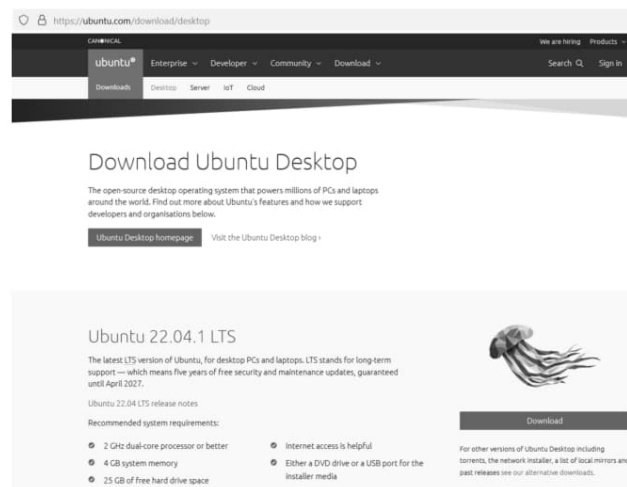 https://ubuntu.com/download/desktop
CANONICAL
We are hiring Products
ubuntu® Enterprise Developer Community Download Search Sign in
Downloads Desktop Server IoT Cloud
Download Ubuntu Desktop
The open-source desktop operating system that powers millions of PCs and laptops
around the world. Find out more about Ubuntu's features and how we support
developers and organisations below.
Ubuntu Desktop homepage Visit the Ubuntu Desktop blog ›
Ubuntu 22.04.1 LTS
The latest LTS version of Ubuntu, for desktop PCs and laptops. LTS stands for long-term
support — which means five years of free security and maintenance updates, guaranteed
until April 2027.
Ubuntu 22.04 LTS release notes
Recommended system requirements:
2 GHz dual-core processor or better
4 GB system memory
25 GB of free hard drive space
Internet access is helpful
Either a DVD drive or a USB port for the
installer media
Download
For other versions of Ubuntu Desktop including
torrents, the network installer, a list of local mirrors and
past releases see our alternative downloads.